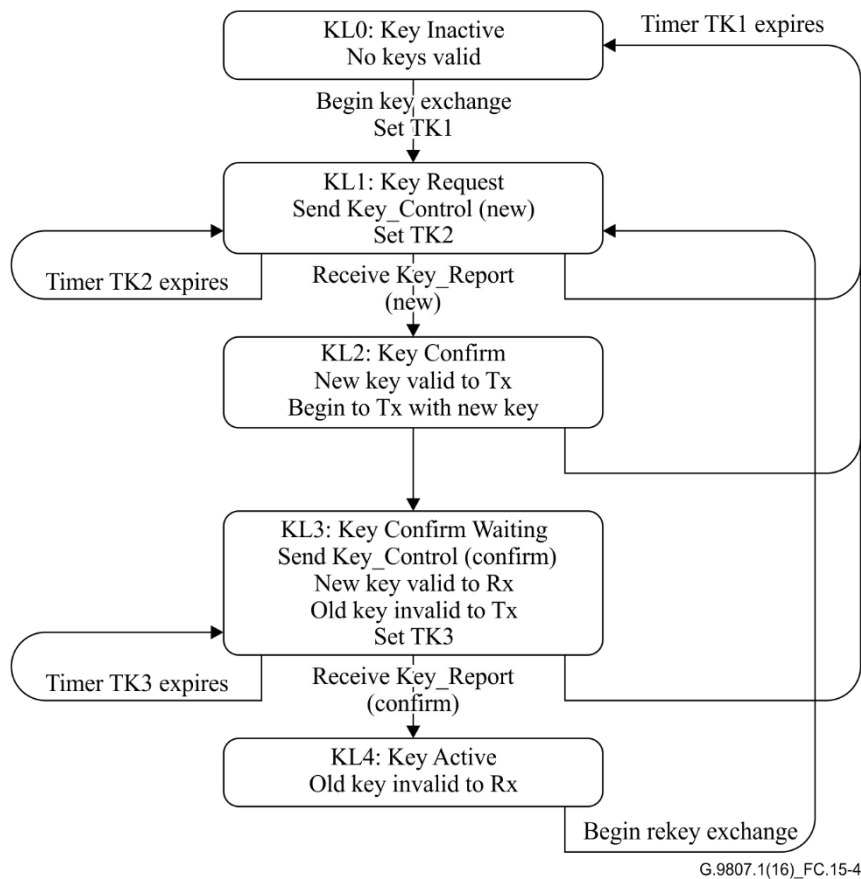 KL0: Key Inactive
No keys valid
Timer TK1 expires
Begin key exchange
Set TK1
KL1: Key Request
Send Key_Control (new)
Set TK2
Timer TK2 expires
Receive Key_Report
(new)
KL2: Key Confirm
New key valid to Tx
Begin to Tx with new key
KL3: Key Confirm Waiting
Send Key_Control (confirm)
New key valid to Rx
Old key invalid to Tx
Set TK3
Timer TK3 expires
Receive Key_Report
(confirm)
KL4: Key Active
Old key invalid to Rx
Begin rekey exchange
G.9807.1(16)_FC.15-4